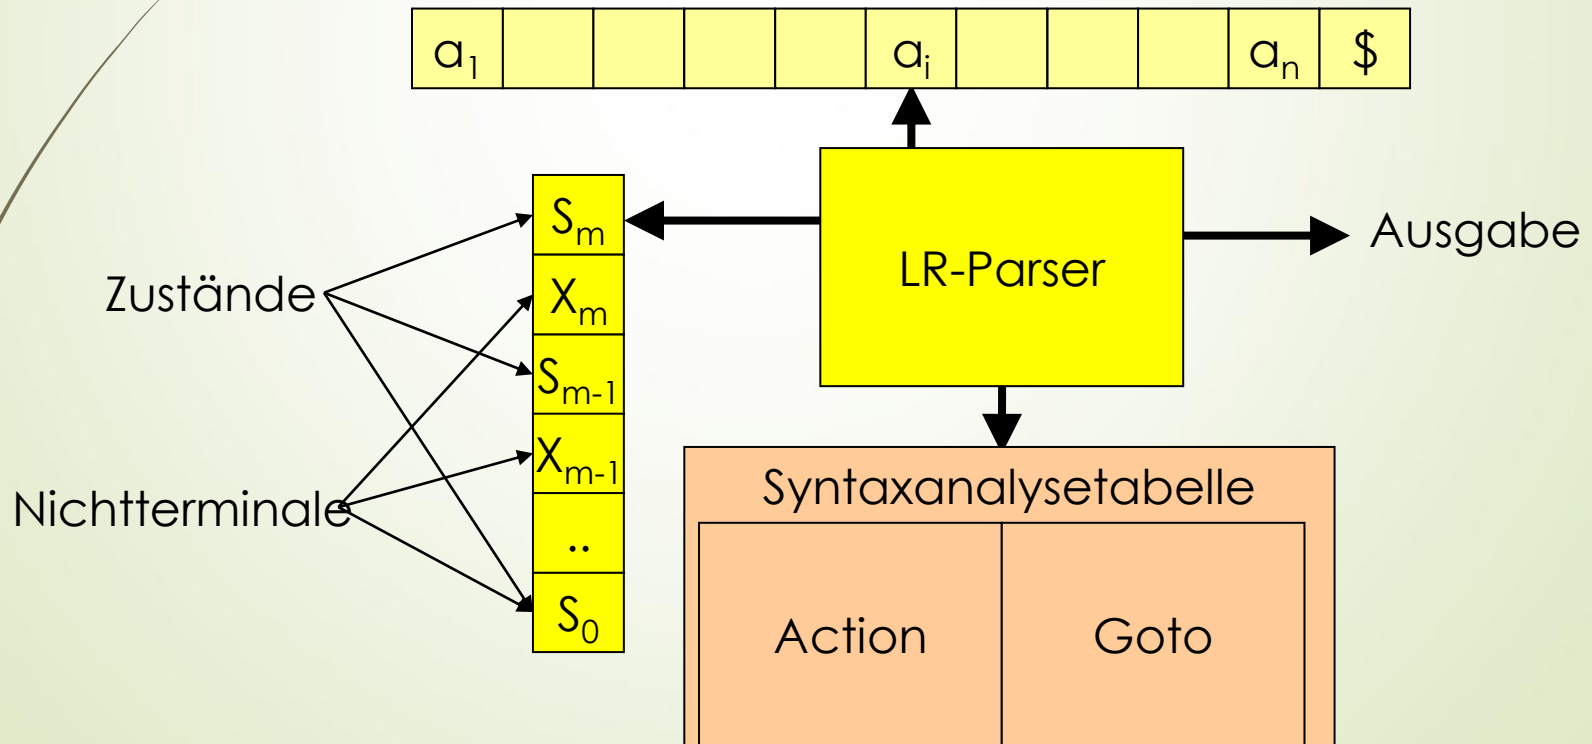 a₁ aᵢ aₙ $
Sₘ
Ausgabe
LR-Parser
Zustände
Xₘ
Sₘ₋₁
Xₘ₋₁
Syntaxanalysetabelle
Nichtterminale
..
S₀
Action Goto